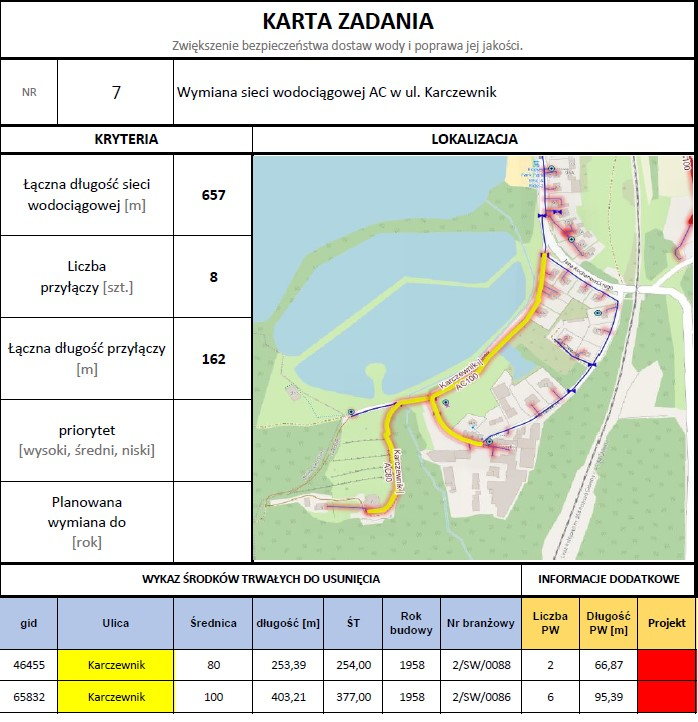 KARTA ZADANIA
Zwiększenie bezpieczeństwa dostaw wody i poprawa jej jakości.
NR 7 Wymiana sieci wodociągowej AC w ul. Karczewnik
KRYTERIA LOKALIZACJA
Łączna długość sieci
wodociągowej [m] 657
Liczba
przyłączy [szt.] 8
Łączna długość przyłączy
[m] 162
priorytet
[wysoki, średni, niski]
Planowana
wymiana do
[rok]
Karczewnik
AC100
Karczewnik
AC80
WYKAZ ŚRODKÓW TRWAŁYCH DO USUNIĘCIA INFORMACJE DODATKOWE
gid Ulica Średnica długość [m] ŚT Rok budowy Nr branżowy Liczba PW Długość PW [m] Projekt
46455 Karczewnik 80 253,39 254,00 1958 2/SW/0088 2 66,87
65832 Karczewnik 100 403,21 377,00 1958 2/SW/0086 6 95,39